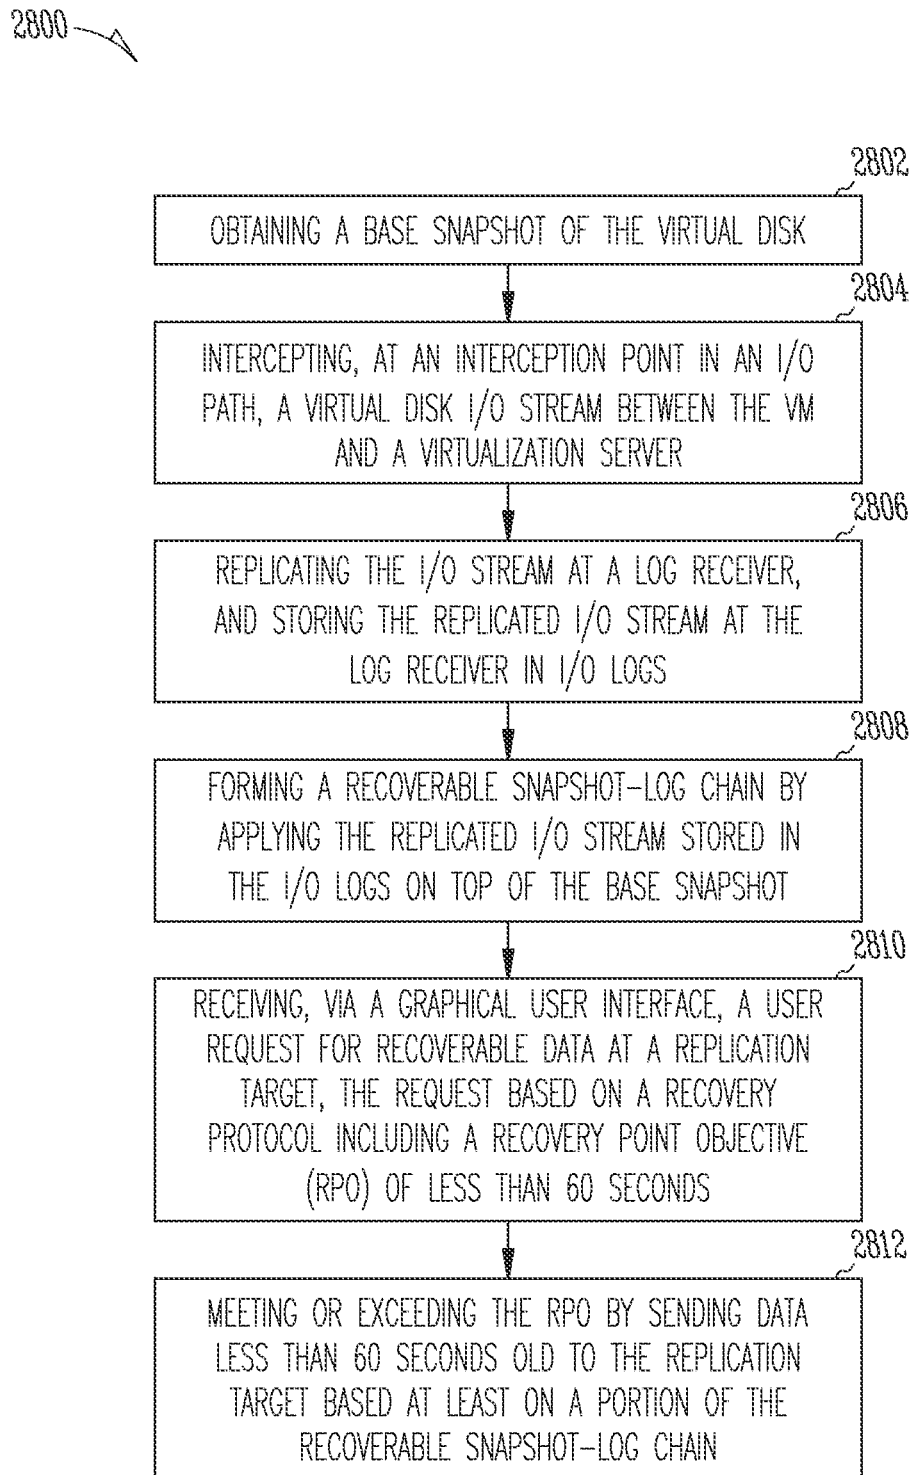 2800
2802
OBTAINING A BASE SNAPSHOT OF THE VIRTUAL DISK
2804
INTERCEPTING, AT AN INTERCEPTION POINT IN AN I/O
PATH, A VIRTUAL DISK I/O STREAM BETWEEN THE VM
AND A VIRTUALIZATION SERVER
2806
REPLICATING THE I/O STREAM AT A LOG RECEIVER,
AND STORING THE REPLICATED I/O STREAM AT THE
LOG RECEIVER IN I/O LOGS
2808
FORMING A RECOVERABLE SNAPSHOT-LOG CHAIN BY
APPLYING THE REPLICATED I/O STREAM STORED IN
THE I/O LOGS ON TOP OF THE BASE SNAPSHOT
2810
RECEIVING, VIA A GRAPHICAL USER INTERFACE, A USER
REQUEST FOR RECOVERABLE DATA AT A REPLICATION
TARGET, THE REQUEST BASED ON A RECOVERY
PROTOCOL INCLUDING A RECOVERY POINT OBJECTIVE
(RPO) OF LESS THAN 60 SECONDS
2812
MEETING OR EXCEEDING THE RPO BY SENDING DATA
LESS THAN 60 SECONDS OLD TO THE REPLICATION
TARGET BASED AT LEAST ON A PORTION OF THE
RECOVERABLE SNAPSHOT-LOG CHAIN